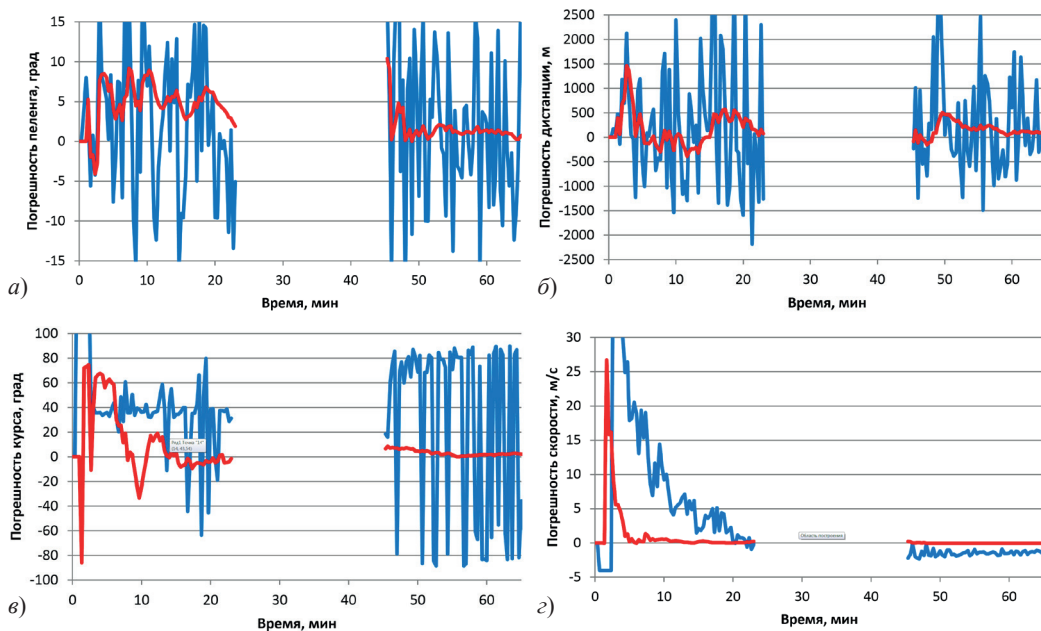 15
10
5
0
-5
-10
-15
Погрешность пеленга, град
0 10 20 30 40 50 60
Время, мин
а)
2500
2000
1500
1000
500
0
-500
-1000
-1500
-2000
-2500
Погрешность дистанции, м
0 10 20 30 40 50 60
Время, мин
б)
100
80
60
40
20
0
-20
-40
-60
-80
-100
Погрешность курса, град
0 10 20 30 40 50 60
Время, мин
в)
30
25
20
15
10
5
0
-5
Погрешность скорости, м/с
Область построения
0 10 20 30 40 50 60
Время, мин
г)